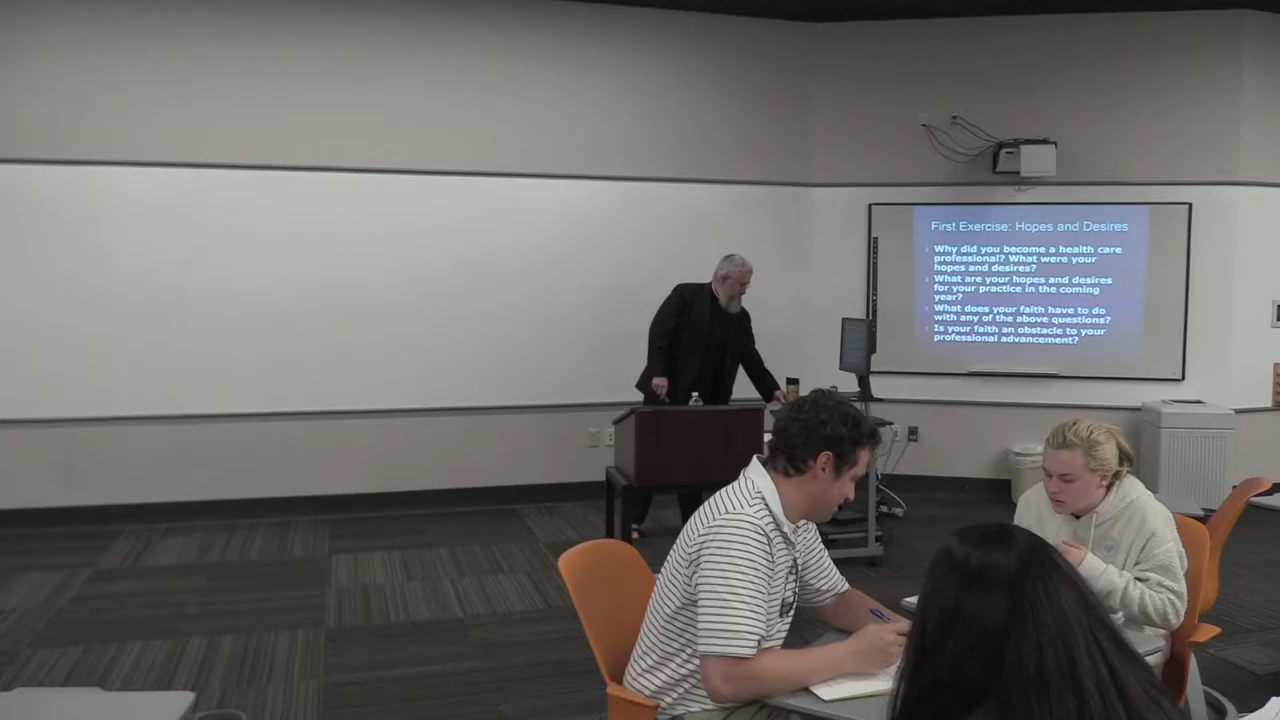 First Exercise: Hopes and Desires
Why did you become a health care
professional? What were your
hopes and desires?
What are your hopes and desires
for your practice in the coming
year?
What does your faith have to do
with any of the above questions?
Is your faith an obstacle to your
professional advancement?